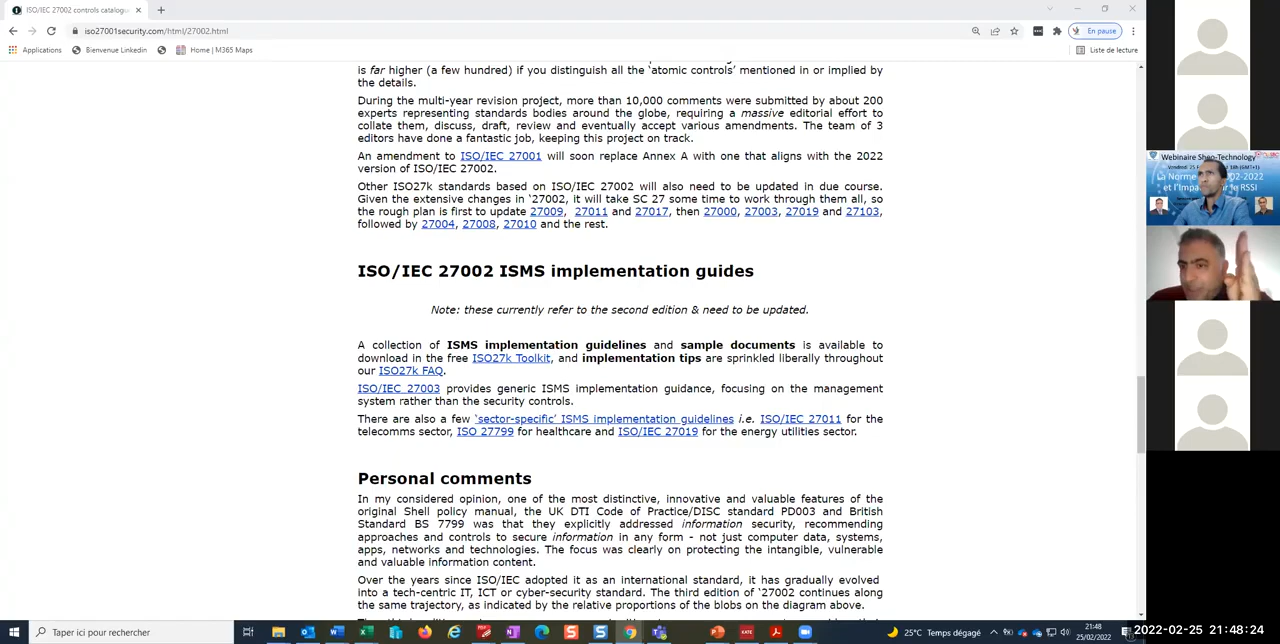 ISO/IEC 27002 controls catalogu
iso27001security.com/html/27002.html
En pause
Applications
Bienvenue Linkedin
Home | M365 Maps
Liste de lecture
is far higher (a few hundred) if you distinguish all the 'atomic controls' mentioned in or implied by
the details.
During the multi-year revision project, more than 10,000 comments were submitted by about 200
experts representing standards bodies around the globe, requiring a massive editorial effort to
collate them, discuss, draft, review and eventually accept various amendments. The team of 3
editors have done a fantastic job, keeping this project on track.
An amendment to ISO/IEC 27001 will soon replace Annex A with one that aligns with the 2022
version of ISO/IEC 27002.
Other ISO27k standards based on ISO/IEC 27002 will also need to be updated in due course.
Given the extensive changes in '27002, it will take SC 27 some time to work through them all, so
the rough plan is first to update 27009, 27011 and 27017, then 27000, 27003, 27019 and 27103,
followed by 27004, 27008, 27010 and the rest.
ISO/IEC 27002 ISMS implementation guides
Note: these currently refer to the second edition & need to be updated.
A collection of ISMS implementation guidelines and sample documents is available to
download in the free ISO27k Toolkit, and implementation tips are sprinkled liberally throughout
our ISO27k FAQ.
ISO/IEC 27003 provides generic ISMS implementation guidance, focusing on the management
system rather than the security controls.
There are also a few 'sector-specific' ISMS implementation guidelines i.e. ISO/IEC 27011 for the
telecomms sector, ISO 27799 for healthcare and ISO/IEC 27019 for the energy utilities sector.
Personal comments
In my considered opinion, one of the most distinctive, innovative and valuable features of the
original Shell policy manual, the UK DTI Code of Practice/DISC standard PD003 and British
Standard BS 7799 was that they explicitly addressed information security, recommending
approaches and controls to secure information in any form - not just computer data, systems,
apps, networks and technologies. The focus was clearly on protecting the intangible, vulnerable
and valuable information content.
Over the years since ISO/IEC adopted it as an international standard, it has gradually evolved
into a tech-centric IT, ICT or cyber-security standard. The third edition of '27002 continues along
the same trajectory, as indicated by the relative proportions of the blobs on the diagram above.
Webinaire
Technology
Vendredi 25
Norme
02-2022
et l'Impa
le RSSI
Taper ici pour rechercher
25°C Temps dégagé
21:48
25/02/2022
2022-02-25 21:48:24